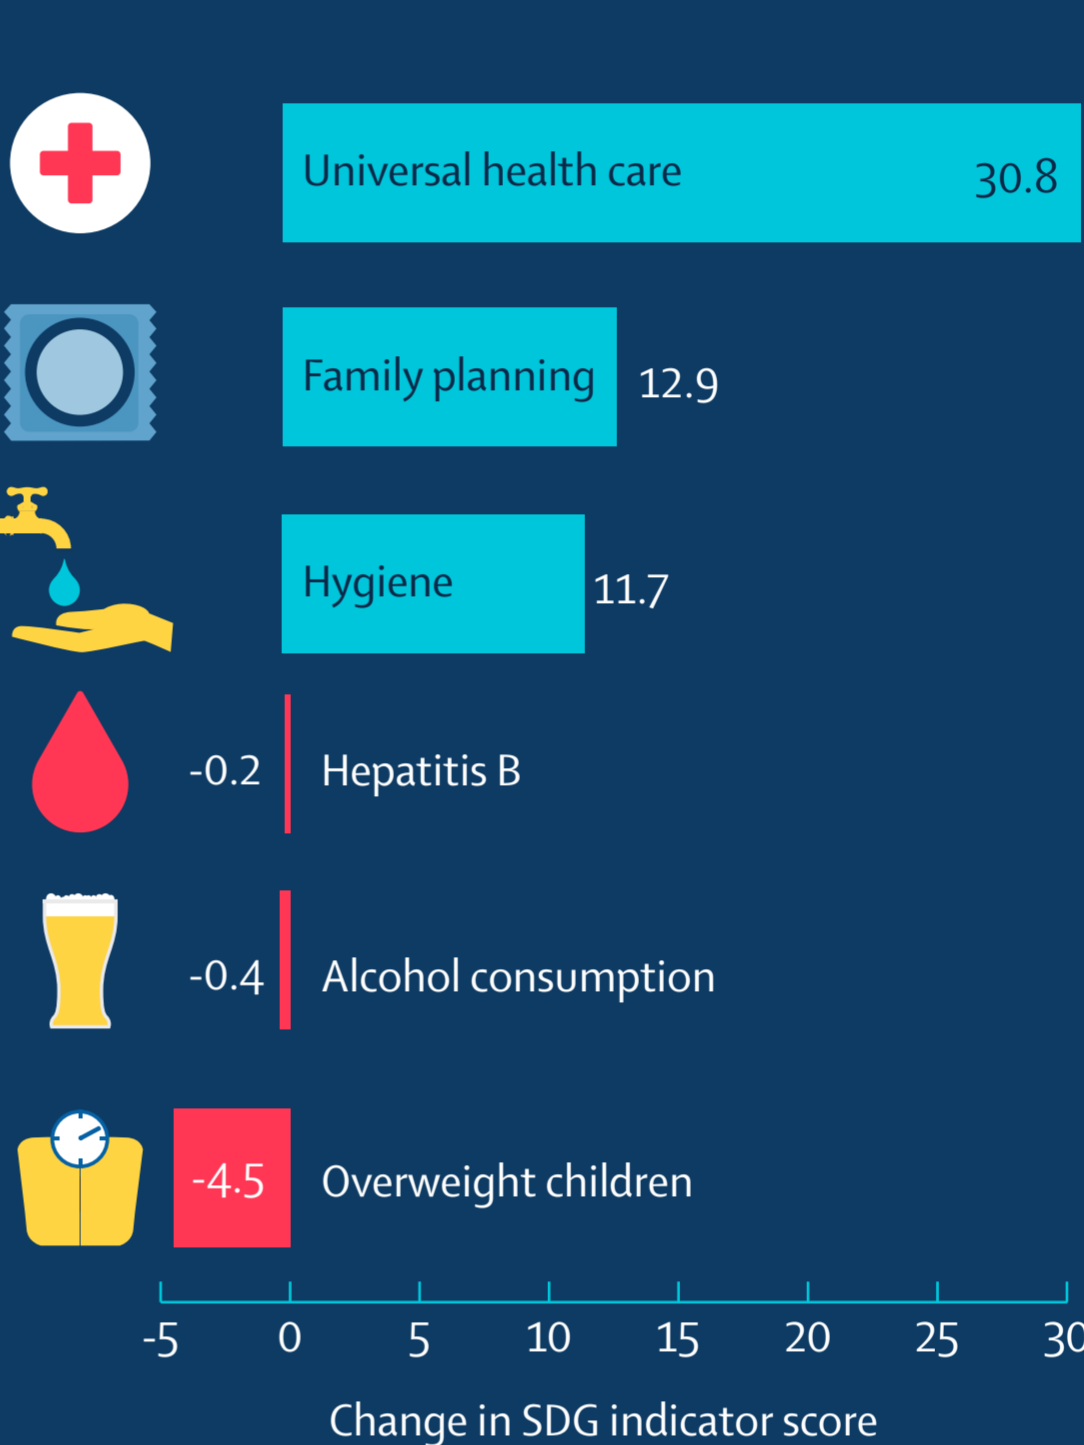 Universal health care 30.8
Family planning 12.9
Hygiene 11.7
-0.2 Hepatitis B
-0.4 Alcohol consumption
-4.5 Overweight children
-5 0 5 10 15 20 25 30
Change in SDG indicator score